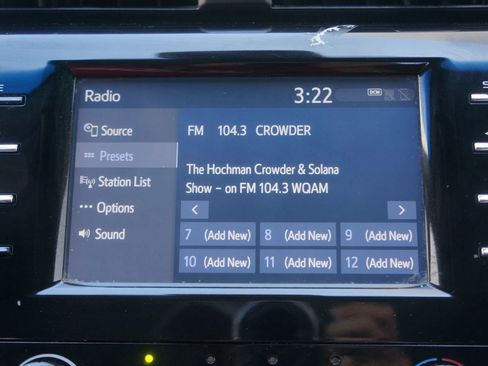 Radio 3:22 DCM
Source
Presets
Station List
Options
Sound
FM 104.3 CROWDER
The Hochman Crowder & Solana
Show – on FM 104.3 WQAM
< >
7 (Add New) 8 (Add New) 9 (Add New)
10 (Add New) 11 (Add New) 12 (Add New)